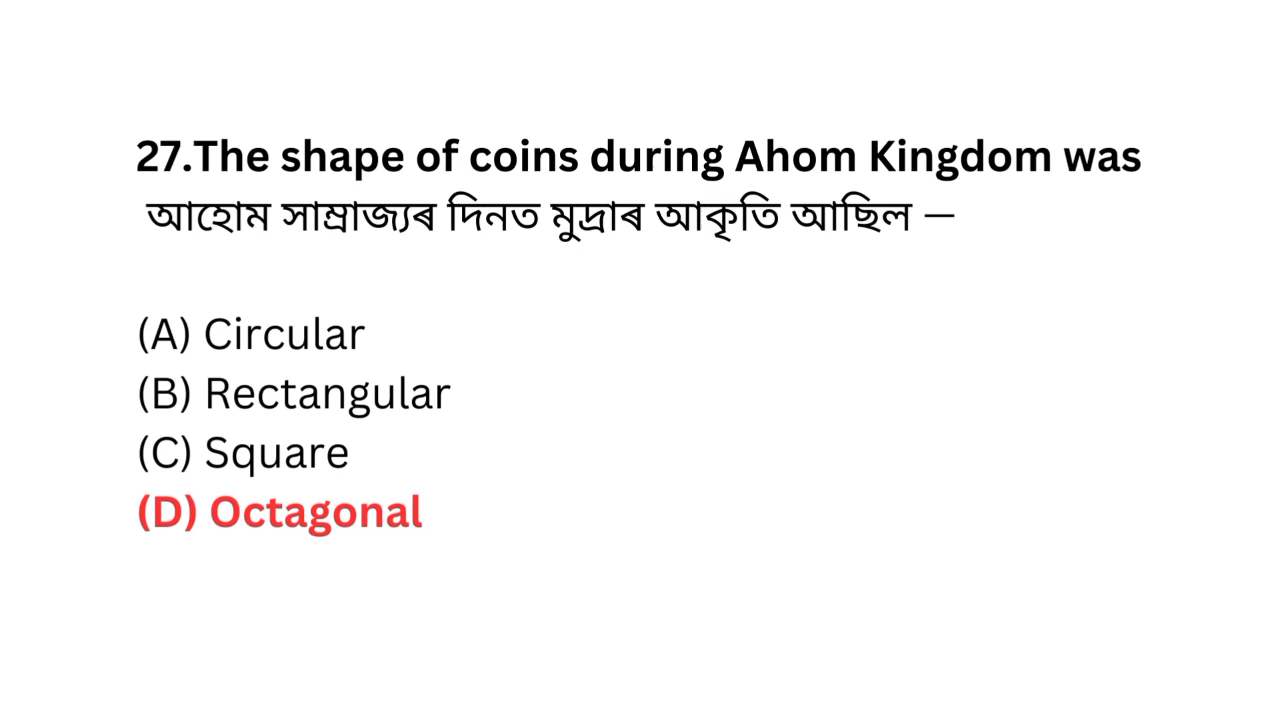 27.The shape of coins during Ahom Kingdom was
আহোম সাম্ৰাজ্যৰ দিনত মুদ্ৰাৰ আকৃতি আছিল –
(A) Circular
(B) Rectangular
(C) Square
(D) Octagonal